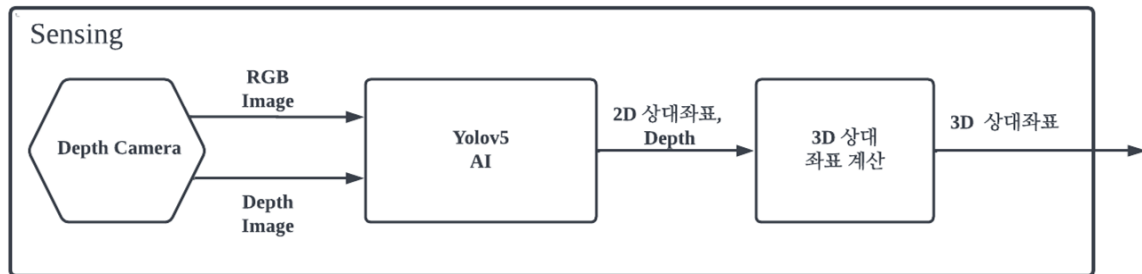 Sensing
RGB
Image
Depth Camera
Depth
Image
Yolov5
AI
2D 상대좌표,
Depth
3D 상대
좌표 계산
3D 상대좌표